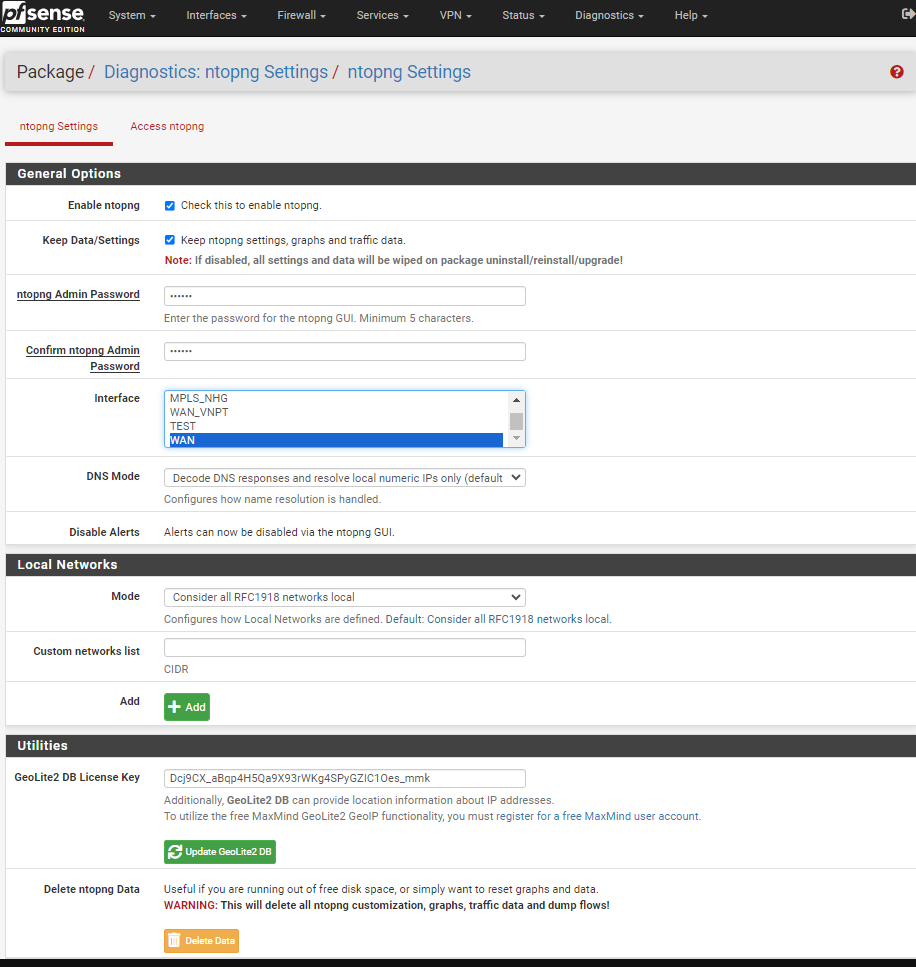 pfsense
COMMUNITY EDITION
System Interfaces Firewall Services VPN Status Diagnostics Help
Package / Diagnostics: ntopng Settings / ntopng Settings
ntopng Settings Access ntopng
General Options
Enable ntopng Check this to enable ntopng.
Keep Data/Settings Keep ntopng settings, graphs and traffic data.
Note: If disabled, all settings and data will be wiped on package uninstall/reinstall/upgrade!
ntopng Admin Password ••••••
Enter the password for the ntopng GUI. Minimum 5 characters.
Confirm ntopng Admin ••••••
Password
Interface MPLS_NHG
WAN_VNPT
TEST
WAN
DNS Mode Decode DNS responses and resolve local numeric IPs only (default
Configures how name resolution is handled.
Disable Alerts Alerts can now be disabled via the ntopng GUI.
Local Networks
Mode Consider all RFC1918 networks local
Configures how Local Networks are defined. Default: Consider all RFC1918 networks local.
Custom networks list
CIDR
Add Add
Utilities
GeoLite2 DB License Key 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
Additionally, GeoLite2 DB can provide location information about IP addresses.
To utilize the free MaxMind GeoLite2 GeoIP functionality, you must register for a free MaxMind user account.
Update GeoLite2 DB
Delete ntopng Data Useful if you are running out of free disk space, or simply want to reset graphs and data.
WARNING: This will delete all ntopng customization, graphs, traffic data and dump flows!
Delete Data